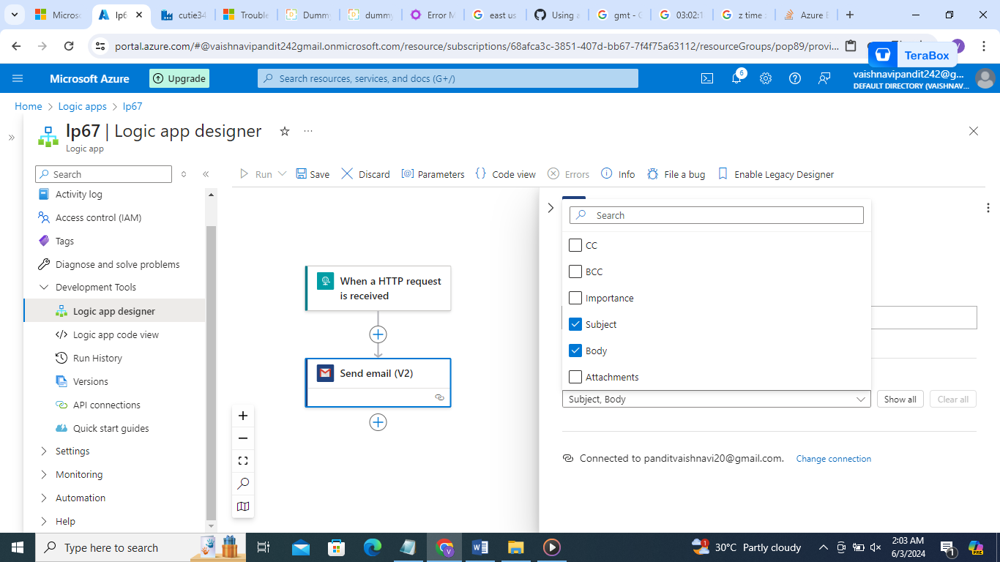 Micros
lp6
cutie34
Trouble
Dummy
dummy
Error M
east us
Using a
gmt - G
03:02:1
z time z
Azure E
portal.azure.com/#@vaishnavipandit242gmail.onmicrosoft.com/resource/subscriptions/68afca3c-3851-407d-bb67-7f4f75a63112/resourceGroups/pop89/provi...
V
TeraBox
Microsoft Azure
Upgrade
Search resources, services, and docs (G+/)
6
vaishnavipandit242@g...
DEFAULT DIRECTORY (VAISHNAV...
Home > Logic apps > lp67
lp67 | Logic app designer
Logic app
Search
Run
Save
Discard
Parameters
Code view
Errors
Info
File a bug
Enable Legacy Designer
Activity log
Access control (IAM)
Tags
Diagnose and solve problems
Development Tools
Logic app designer
Logic app code view
Run History
Versions
API connections
Quick start guides
Settings
Monitoring
Automation
Help
When a HTTP request
is received
Send email (V2)
Search
CC
BCC
Importance
Subject
Body
Attachments
Subject, Body
Show all
Clear all
Connected to panditvaishnavi20@gmail.com.
Change connection
Type here to search
1
30°C Partly cloudy
2:03 AM
6/3/2024
1
PRE